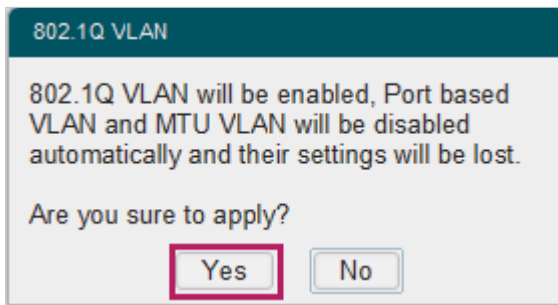 802.1Q VLAN
802.1Q VLAN will be enabled, Port based
VLAN and MTU VLAN will be disabled
automatically and their settings will be lost.
Are you sure to apply?
Yes No